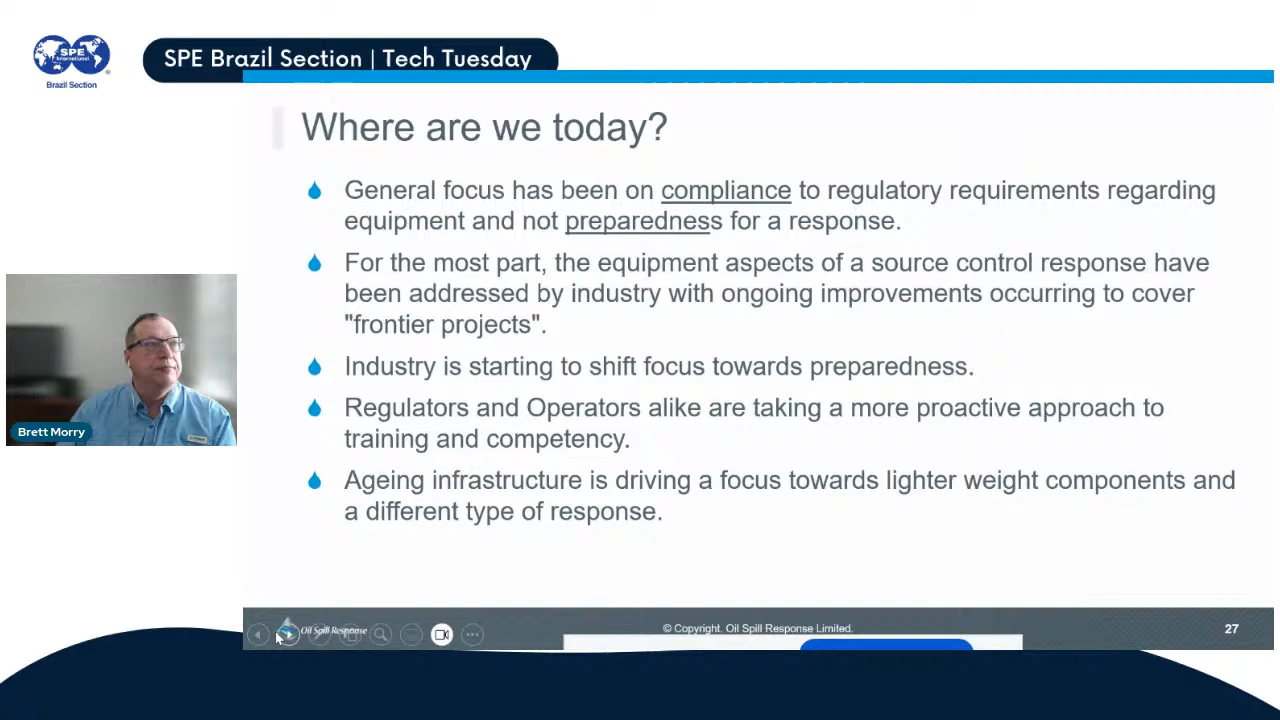 SPE
International
Brazil Section
SPE Brazil Section | Tech Tuesday
Where are we today?
General focus has been on compliance to regulatory requirements regarding
equipment and not preparedness for a response.
For the most part, the equipment aspects of a source control response have
been addressed by industry with ongoing improvements occurring to cover
"frontier projects".
Industry is starting to shift focus towards preparedness.
Regulators and Operators alike are taking a more proactive approach to
training and competency.
Ageing infrastructure is driving a focus towards lighter weight components and
a different type of response.
Brett Morry
Oil Spill Response
© Copyright. Oil Spill Response Limited.
27